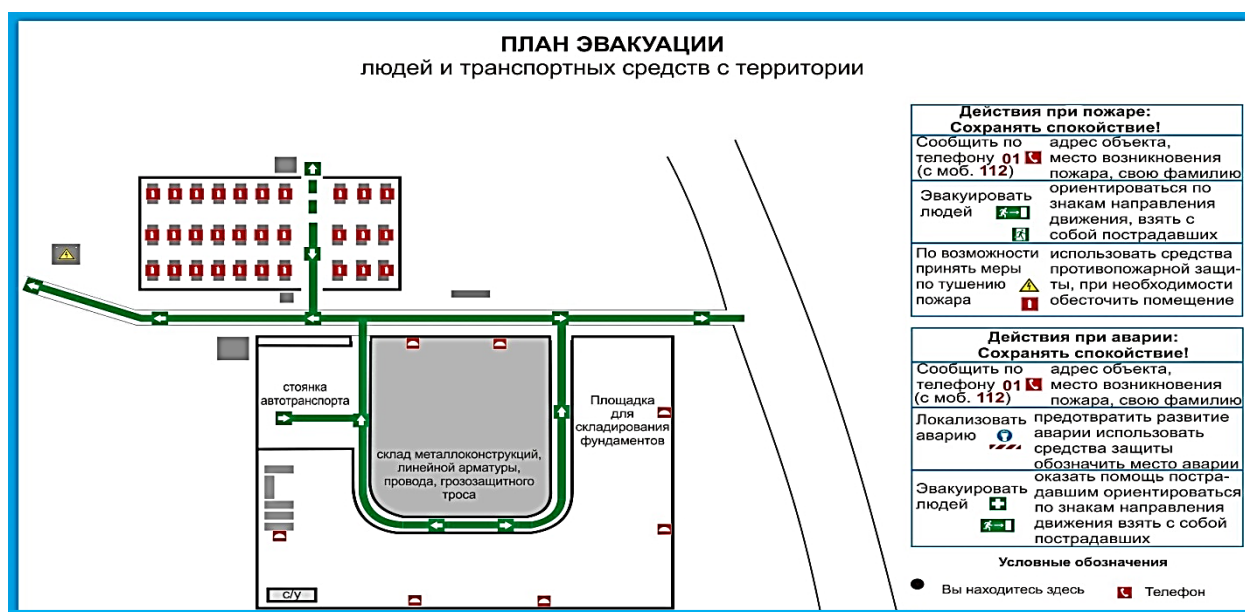 ПЛАН ЭВАКУАЦИИ
людей и транспортных средств с территории
стоянка
автотранспорта
склад металлоконструкций,
линейной арматуры,
провода, грозозащитного
троса
Площадка
для
складирования
фундаментов
с/у
Действия при пожаре:
Сохранять спокойствие!
Сообщить по
телефону 01
(с моб. 112)
адрес объекта,
место возникновения
пожара, свою фамилию
Эвакуировать
людей
ориентироваться по
знакам направления
движения, взять с
собой пострадавших
По возможности
принять меры
по тушению
пожара
использовать средства
противопожарной защи-
ты, при необходимости
обесточить помещение
Действия при аварии:
Сохранять спокойствие!
Сообщить по
телефону 01
(с моб. 112)
адрес объекта,
место возникновения
пожара, свою фамилию
Локализовать
аварию
предотвратить развитие
аварии использовать
средства защиты
обозначить место аварии
Эвакуировать
людей
оказать помощь постра-
давшим ориентироваться
по знакам направления
движения взять с собой
пострадавших
Условные обозначения
Вы находитесь здесь
Телефон